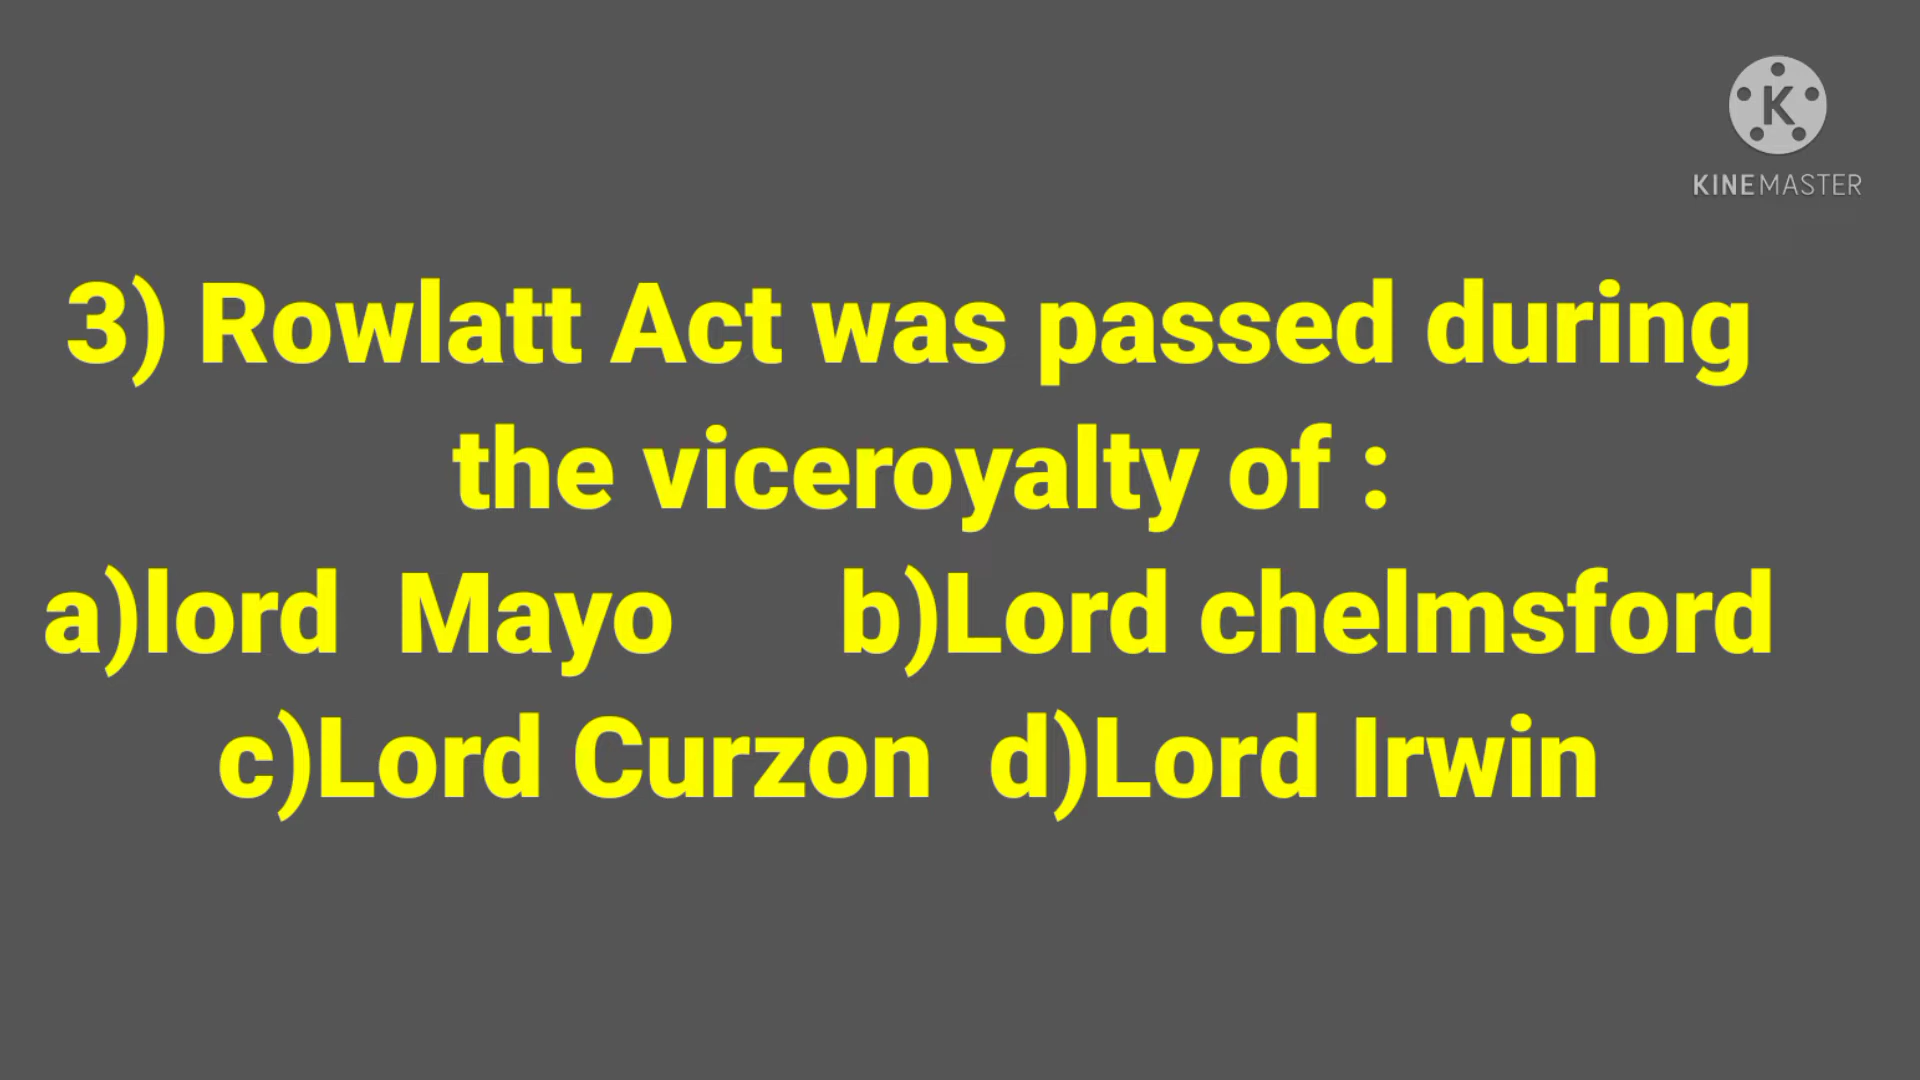 K
KINEMASTER
3) Rowlatt Act was passed during
the viceroyalty of :
a)lord  Mayo      b)Lord chelmsford
c)Lord Curzon  d)Lord Irwin